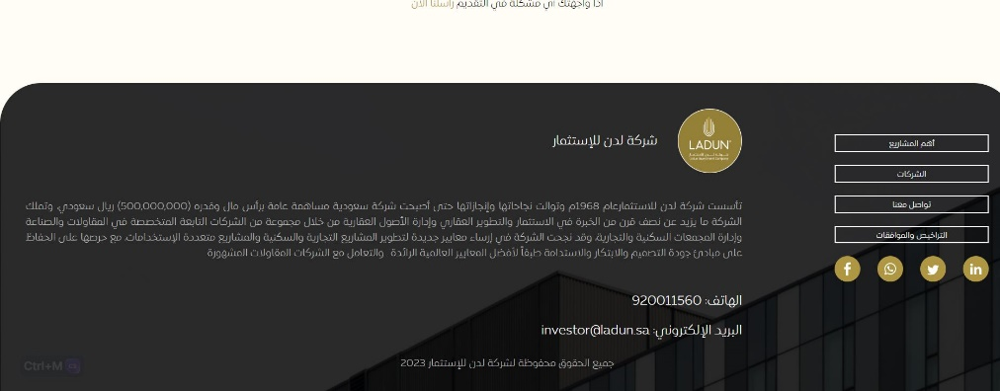 اذا واجهتك أي مشكلة في التقديم راسلنا الآن
LADUN
شركة لدن للإستثمار
أهم المشاريع
الشركات
تواصل معنا
التراخيص والموافقات
تأسست شركة لدن للاستثمارعام 1968م وتوالت نجاحاتها وإنجازاتها حتى أصبحت شركة سعودية مساهمة عامة برأس مال وقدره (500,000,000) ريال سعودي، وتملك
الشركة ما يزيد عن نصف قرن من الخبرة في الاستثمار والتطوير العقاري وإدارة الأصول العقارية من خلال مجموعة من الشركات التابعة المتخصصة في المقاولات والصناعة
وإدارة المجمعات السكنية والتجارية، وقد نجحت الشركة في إرساء معايير جديدة لتطوير المشاريع التجارية والسكنية والمشاريع متعددة الإستخدامات، مع حرصها على الحفاظ
على مبادئ جودة التصميم والابتكار والاستدامة طبقاً لأفضل المعايير العالمية الرائدة والتعامل مع الشركات المقاولات المشهورة
الهاتف: 920011560
البريد الإلكتروني: investor@ladun.sa
جميع الحقوق محفوظة لشركة لدن للإستثمار 2023
Ctrl+M